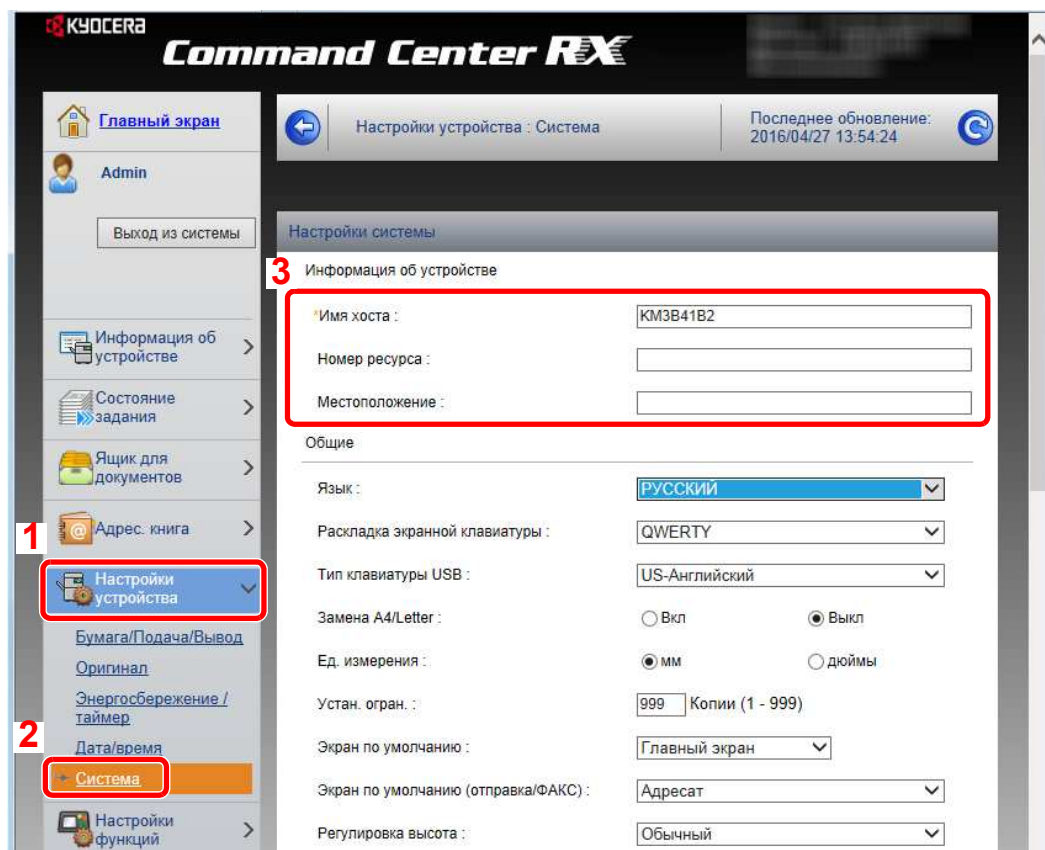 KYOCERA
Command Center RX
Главный экран
Admin
Выход из системы
Информация об
устройстве
Состояние
задания
Ящик для
документов
Адрес. книга
1
Настройки
устройства
Бумага/Подача/Вывод
Оригинал
Энергосбережение /
таймер
2
Дата/время
Система
Настройки
функций
Настройки устройства : Система
Последнее обновление:
2016/04/27 13:54:24
Настройки системы
3
Информация об устройстве
*Имя хоста : KM3B41B2
Номер ресурса :
Местоположение :
Общие
Язык : РУССКИЙ
Раскладка экранной клавиатуры : QWERTY
Тип клавиатуры USB : US-Английский
Замена A4/Letter : Вкл Выкл
Ед. измерения : мм дюймы
Устан. огран. : 999 Копии (1 - 999)
Экран по умолчанию : Главный экран
Экран по умолчанию (отправка/ФАКС) : Адресат
Регулировка высота : Обычный